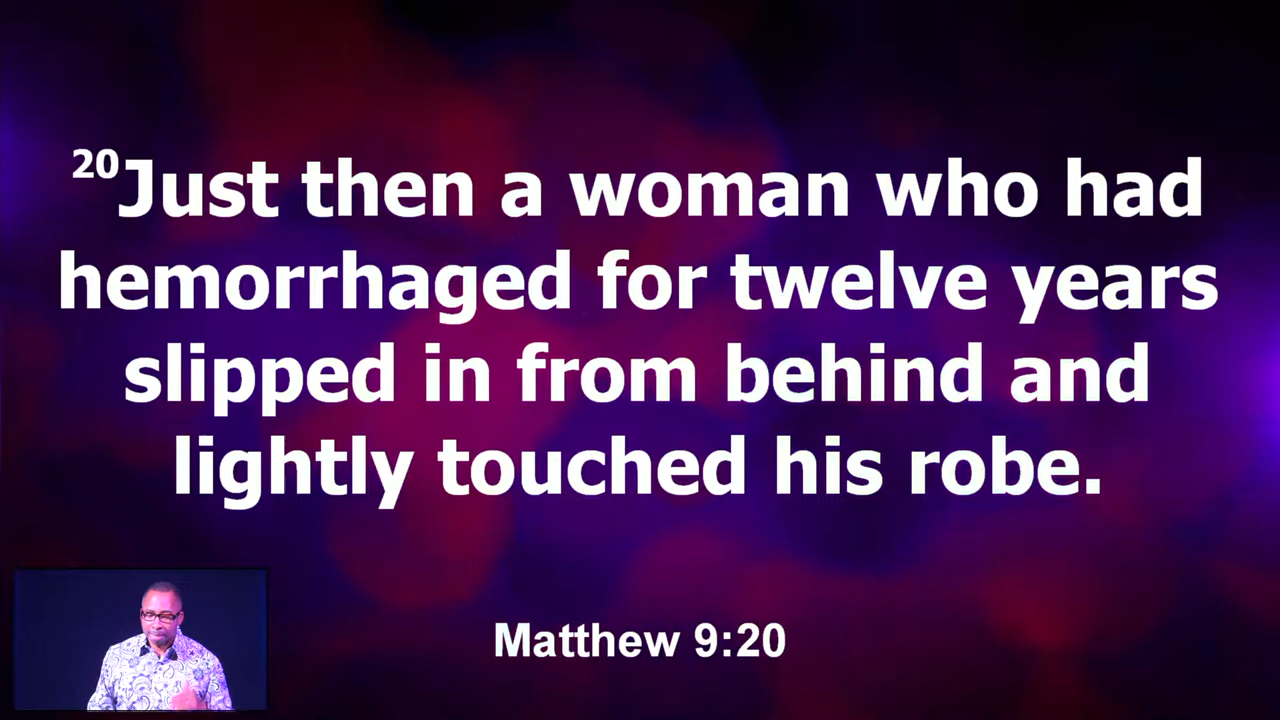 20Just then a woman who had
hemorrhaged for twelve years
slipped in from behind and
lightly touched his robe.
Matthew 9:20